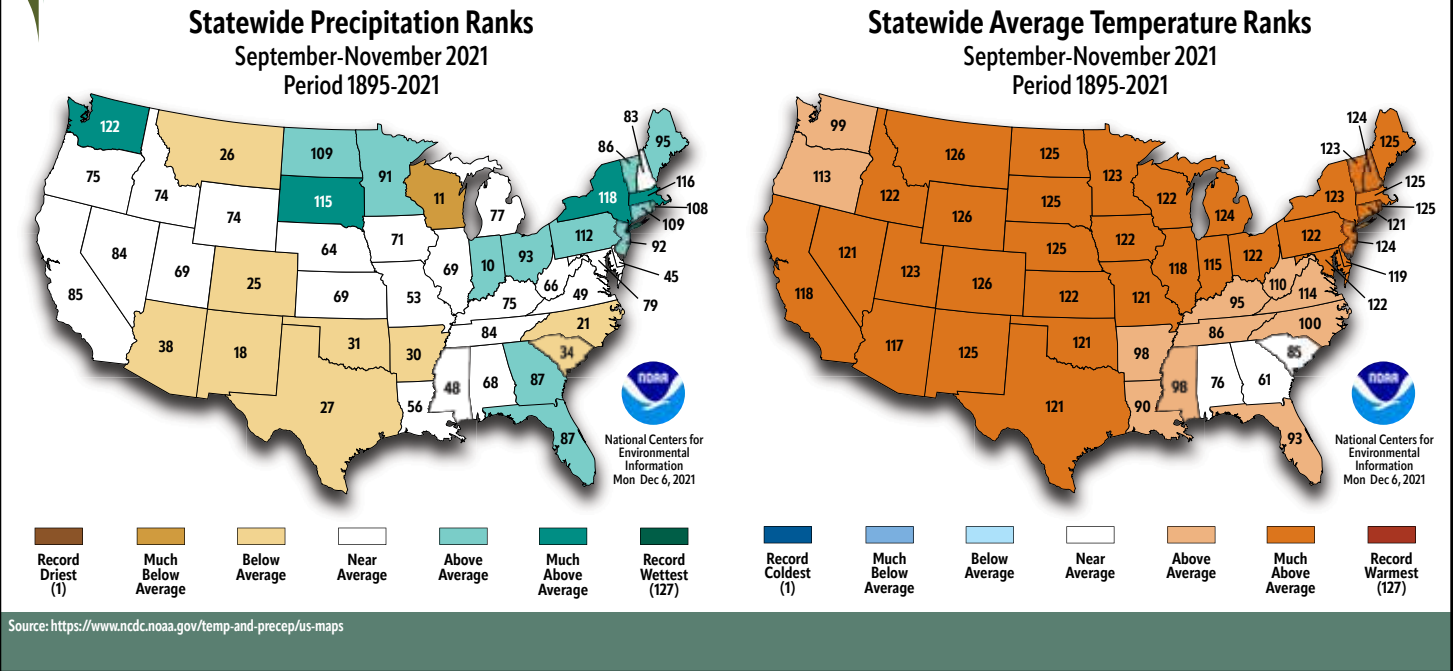 Statewide Precipitation Ranks
September-November 2021
Period 1895-2021
122
75
74
26
74
84
69
85
25
38
18
109
115
64
69
31
27
91
71
53
30
56
11
69
77
10
93
75
84
48
68
87
87
66
49
21
34
112
118
86
83
95
116
108
109
92
45
79
NOAA
National Centers for
Environmental
Information
Mon Dec 6, 2021
Record
Driest
(1)
Much
Below
Average
Below
Average
Near
Average
Above
Average
Much
Above
Average
Record
Wettest
(127)
Statewide Average Temperature Ranks
September-November 2021
Period 1895-2021
99
113
122
126
126
121
123
118
126
117
125
125
125
125
122
121
121
123
122
121
98
90
122
118
124
115
122
95
86
98
76
61
93
110
114
100
85
122
123
123
124
125
125
125
121
124
119
122
NOAA
National Centers for
Environmental
Information
Mon Dec 6, 2021
Record
Coldest
(1)
Much
Below
Average
Below
Average
Near
Average
Above
Average
Much
Above
Average
Record
Warmest
(127)
Source: https://www.ncdc.noaa.gov/temp-and-precep/us-maps